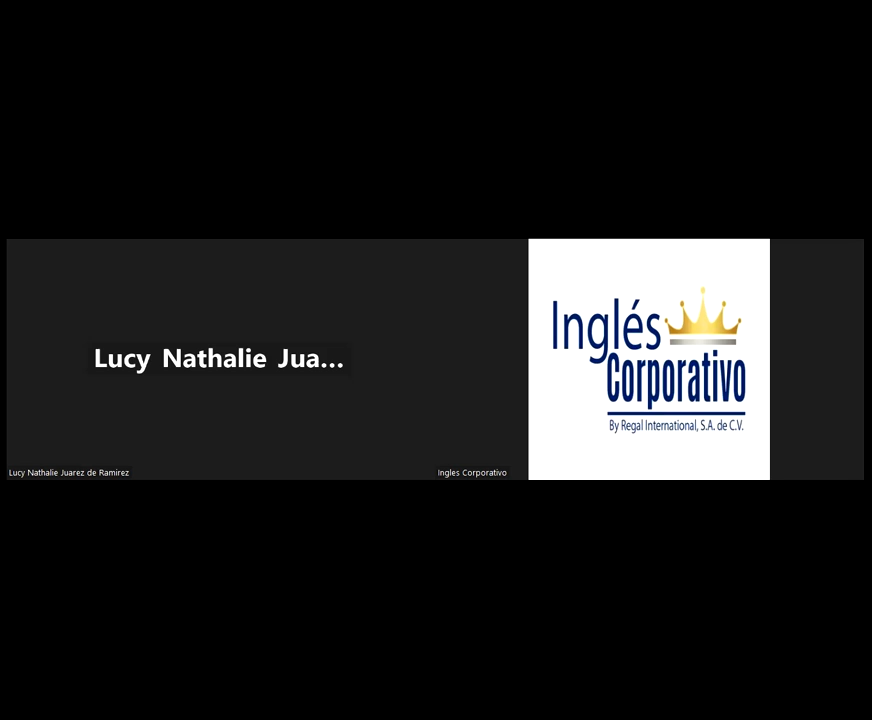 Lucy Nathalie Jua...
Lucy Nathalie Juarez de Ramirez
Inglés
Corporativo
By Regal International, S.A. de C.V.
Ingles Corporativo